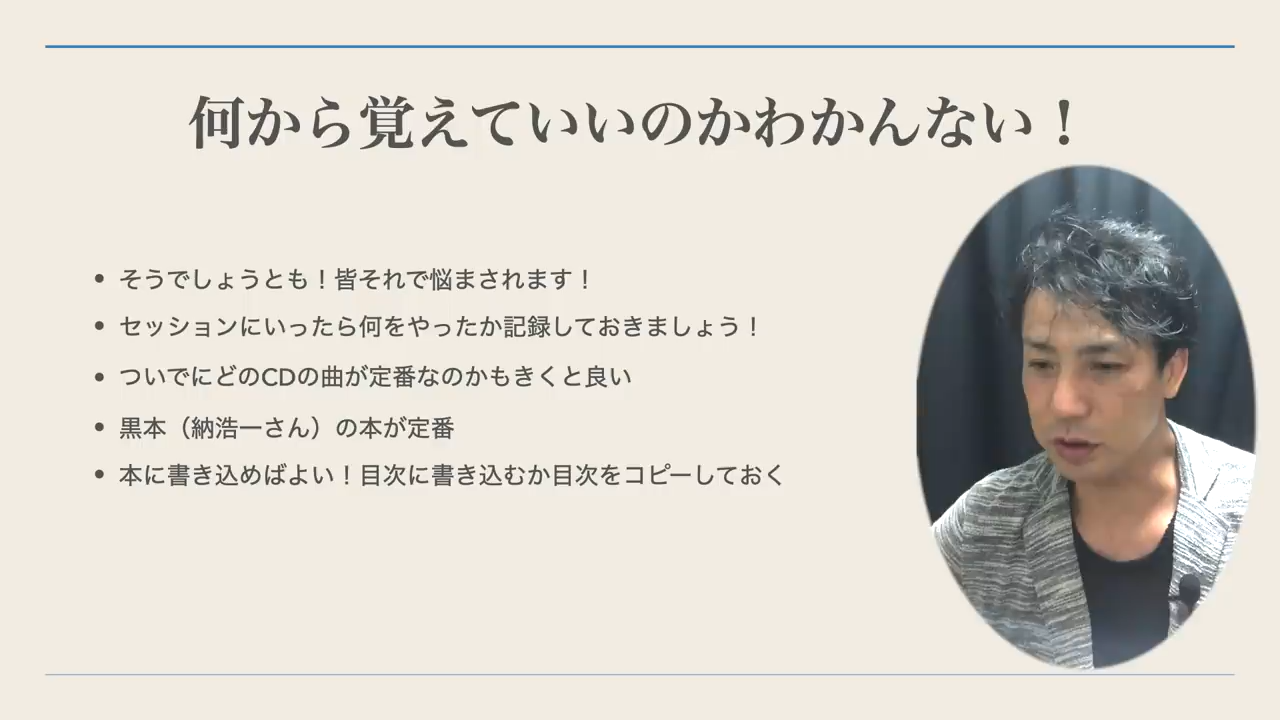 何から覚えていいのかわかんない！
• そうでしょうとも！皆それで悩まされます！
• セッションにいったら何をやったか記録しておきましょう！
• ついでにどのCDの曲が定番なのかもきくと良い
• 黒本（納浩一さん）の本が定番
• 本に書き込めばよい！目次に書き込むか目次をコピーしておく